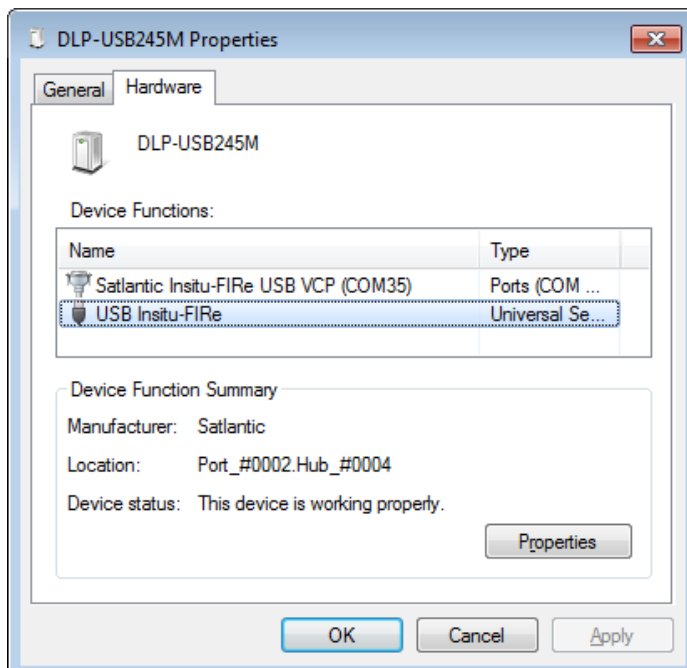 DLP-USB245M Properties
General Hardware
DLP-USB245M
Device Functions:
Name Type
Satlantic Insitu-FIRe USB VCP (COM35) Ports (COM ...
USB Insitu-FIRe Universal Se...
Device Function Summary
Manufacturer: Satlantic
Location: Port_#0002.Hub_#0004
Device status: This device is working properly.
Properties
OK Cancel Apply